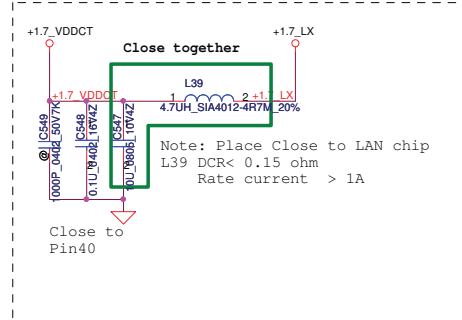 +1.7_VDDCT
+1.7_LX
Close together
L39
+1.7_VDDCT
1
2
+1.7_LX
4.7UH_SIA4012-4R7M_20%
@
C549
1000P_0402_50V7K
C548
0.1U_0402_16V4Z
C547
10U_0805_10V4Z
Note: Place Close to LAN chip
L39 DCR< 0.15 ohm
Rate current > 1A
Close to
Pin40